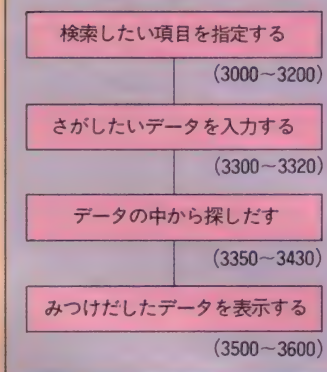 検索したい項目を指定する
(3000〜3200)
さがしたいデータを入力する
(3300〜3320)
データの中から探しだす
(3350〜3430)
みつけだしたデータを表示する
(3500〜3600)